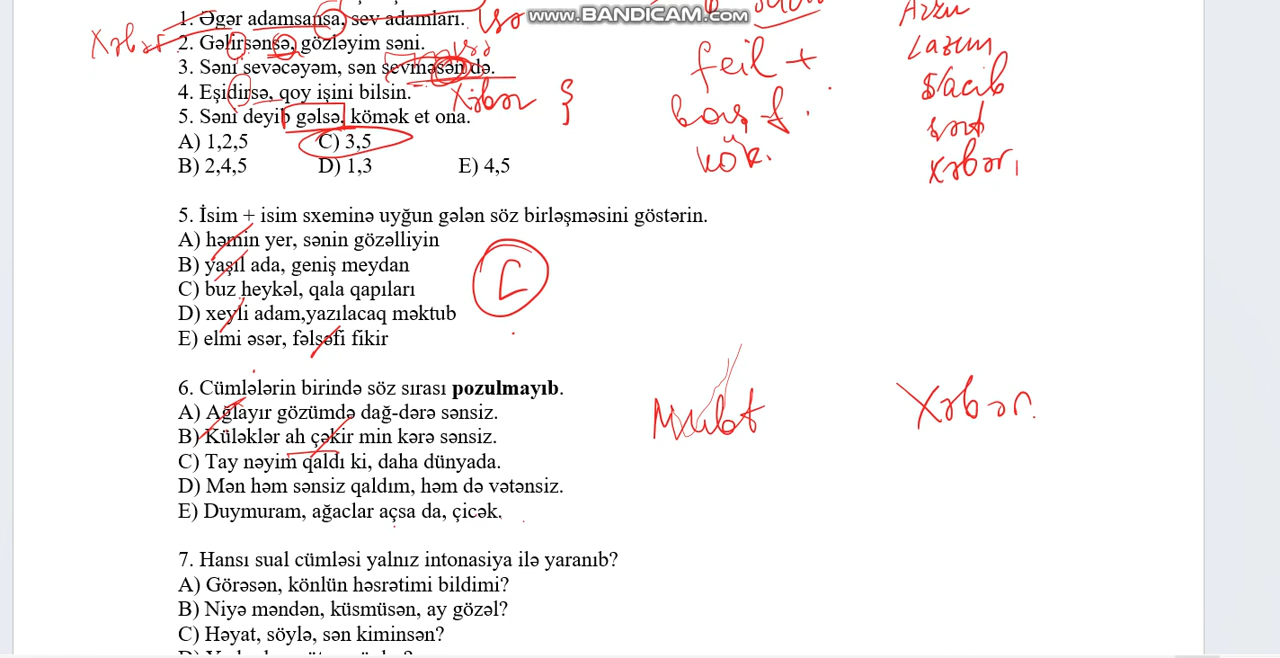 www.BANDICAM.com
1. Əgər adamsansa, sev adamları.
2. Gəlirsənsə, gözləyim səni.
3. Səni sevəcəyəm, sən sevməsən də.
4. Eşidirsə, qoy işini bilsin.
5. Səni deyib gəlsə, kömək et ona.
A) 1,2,5 C) 3,5
B) 2,4,5 D) 1,3 E) 4,5
Xəbər
feil +
baş f.
kök.
Xəbər }
Lazım
Vacib
şərt
xəbər
5. İsim + isim sxeminə uyğun gələn söz birləşməsini göstərin.
A) həmin yer, sənin gözəlliyin
B) yaşıl ada, geniş meydan
C) buz heykəl, qala qapıları
D) xeyli adam,yazılacaq məktub
E) elmi əsər, fəlsəfi fikir
C
6. Cümlələrin birində söz sırası pozulmayıb.
A) Ağlayır gözümdə dağ-dərə sənsiz.
B) Küləklər ah çəkir min kərə sənsiz.
C) Tay nəyim qaldı ki, daha dünyada.
D) Mən həm sənsiz qaldım, həm də vətənsiz.
E) Duymuram, ağaclar açsa da, çicək.
Xəbər.
7. Hansı sual cümləsi yalnız intonasiya ilə yaranıb?
A) Görəsən, könlün həsrətimi bildimi?
B) Niyə məndən, küsmüsən, ay gözəl?
C) Həyat, söylə, sən kiminsən?